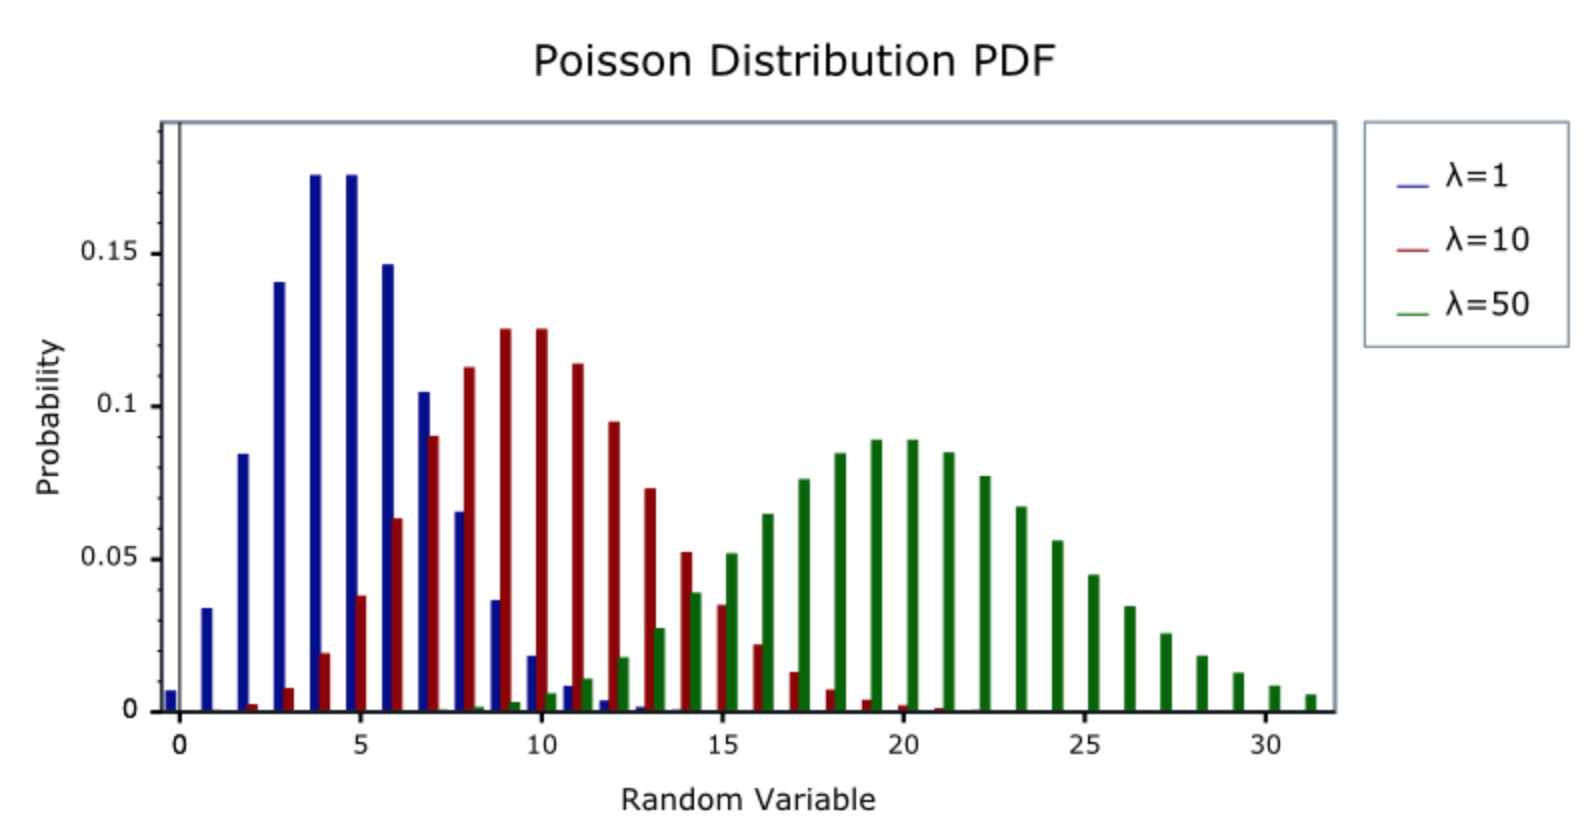 Poisson Distribution PDF
λ=1
λ=10
λ=50
0.15
0.1
0.05
0
Probability
0 5 10 15 20 25 30
Random Variable